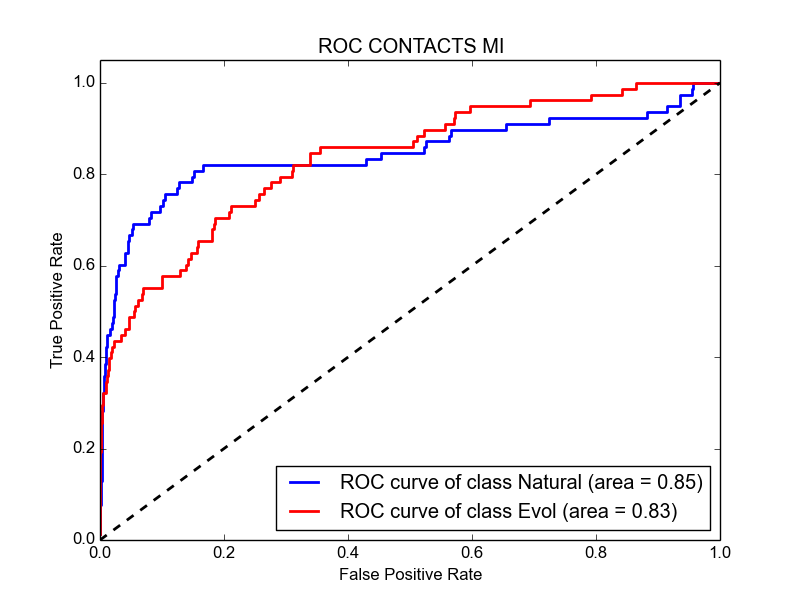 ROC CONTACTS MI
1.0
0.8
0.6
0.4
0.2
0.0
True Positive Rate
ROC curve of class Natural (area = 0.85)
ROC curve of class Evol (area = 0.83)
0.0 0.2 0.4 0.6 0.8 1.0
False Positive Rate